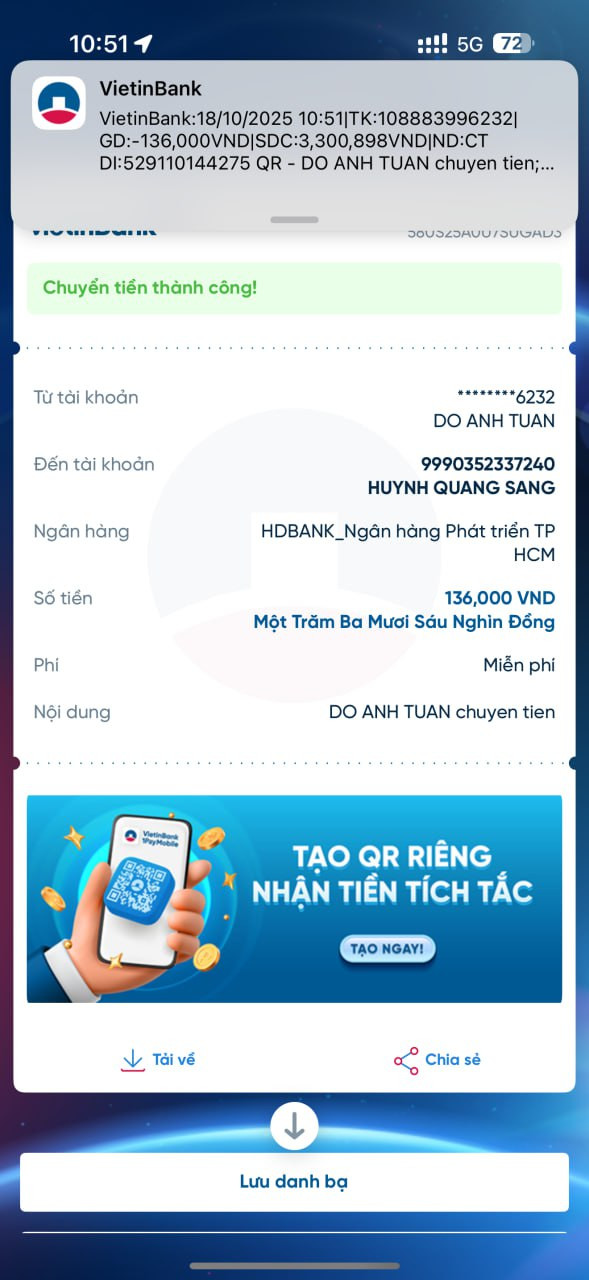 10:51
5G 72
VietinBank
VietinBank:18/10/2025 10:51|TK:108883996232|
GD:-136,000VND|SDC:3,300,898VND|ND:CT
DI:529110144275 QR - DO ANH TUAN chuyen tien;...
VietinBank
Chuyển tiền thành công!
Từ tài khoản
********6232
DO ANH TUAN
Đến tài khoản
9990352337240
HUYNH QUANG SANG
Ngân hàng
HDBANK_Ngân hàng Phát triển TP
HCM
Số tiền
136,000 VND
Một Trăm Ba Mươi Sáu Nghìn Đồng
Phí
Miễn phí
Nội dung
DO ANH TUAN chuyen tien
VietinBank
1PayMobile
TẠO QR RIÊNG
NHẬN TIỀN TÍCH TẮC
TẠO NGAY!
Tải về
Chia sẻ
Lưu danh bạ